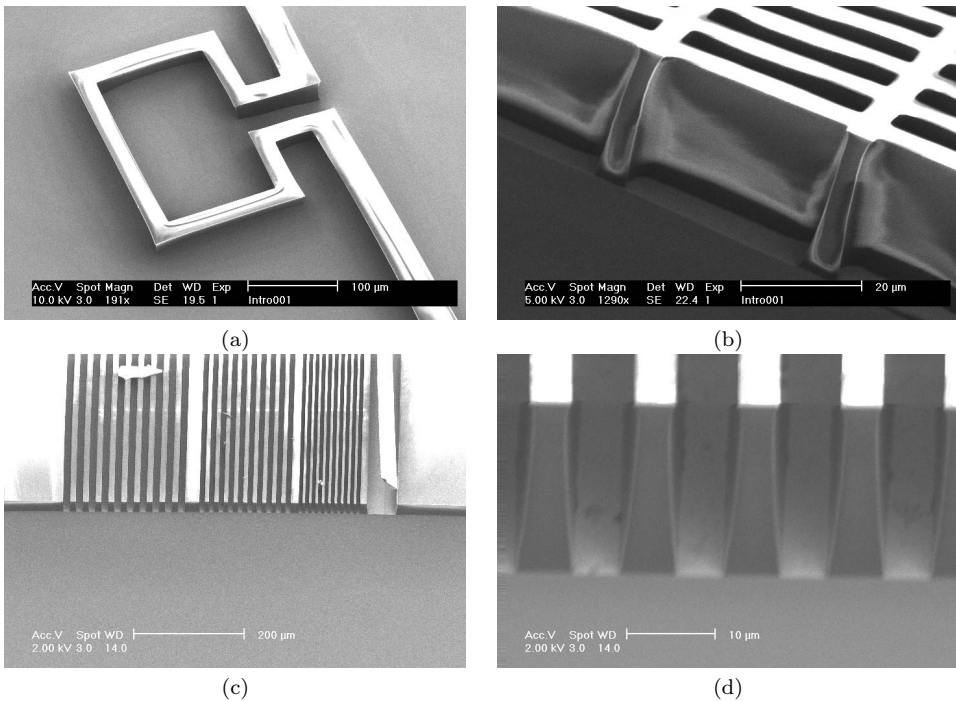 Acc.V Spot Magn Det WD Exp 100 µm
10.0 kV 3.0 191x SE 19.5 1 Intro001
(a)
Acc.V Spot Magn Det WD Exp 20 µm
5.00 kV 3.0 1290x SE 22.4 1 Intro001
(b)
Acc.V Spot WD 200 µm
2.00 kV 3.0 14.0
(c)
Acc.V Spot WD 10 µm
2.00 kV 3.0 14.0
(d)